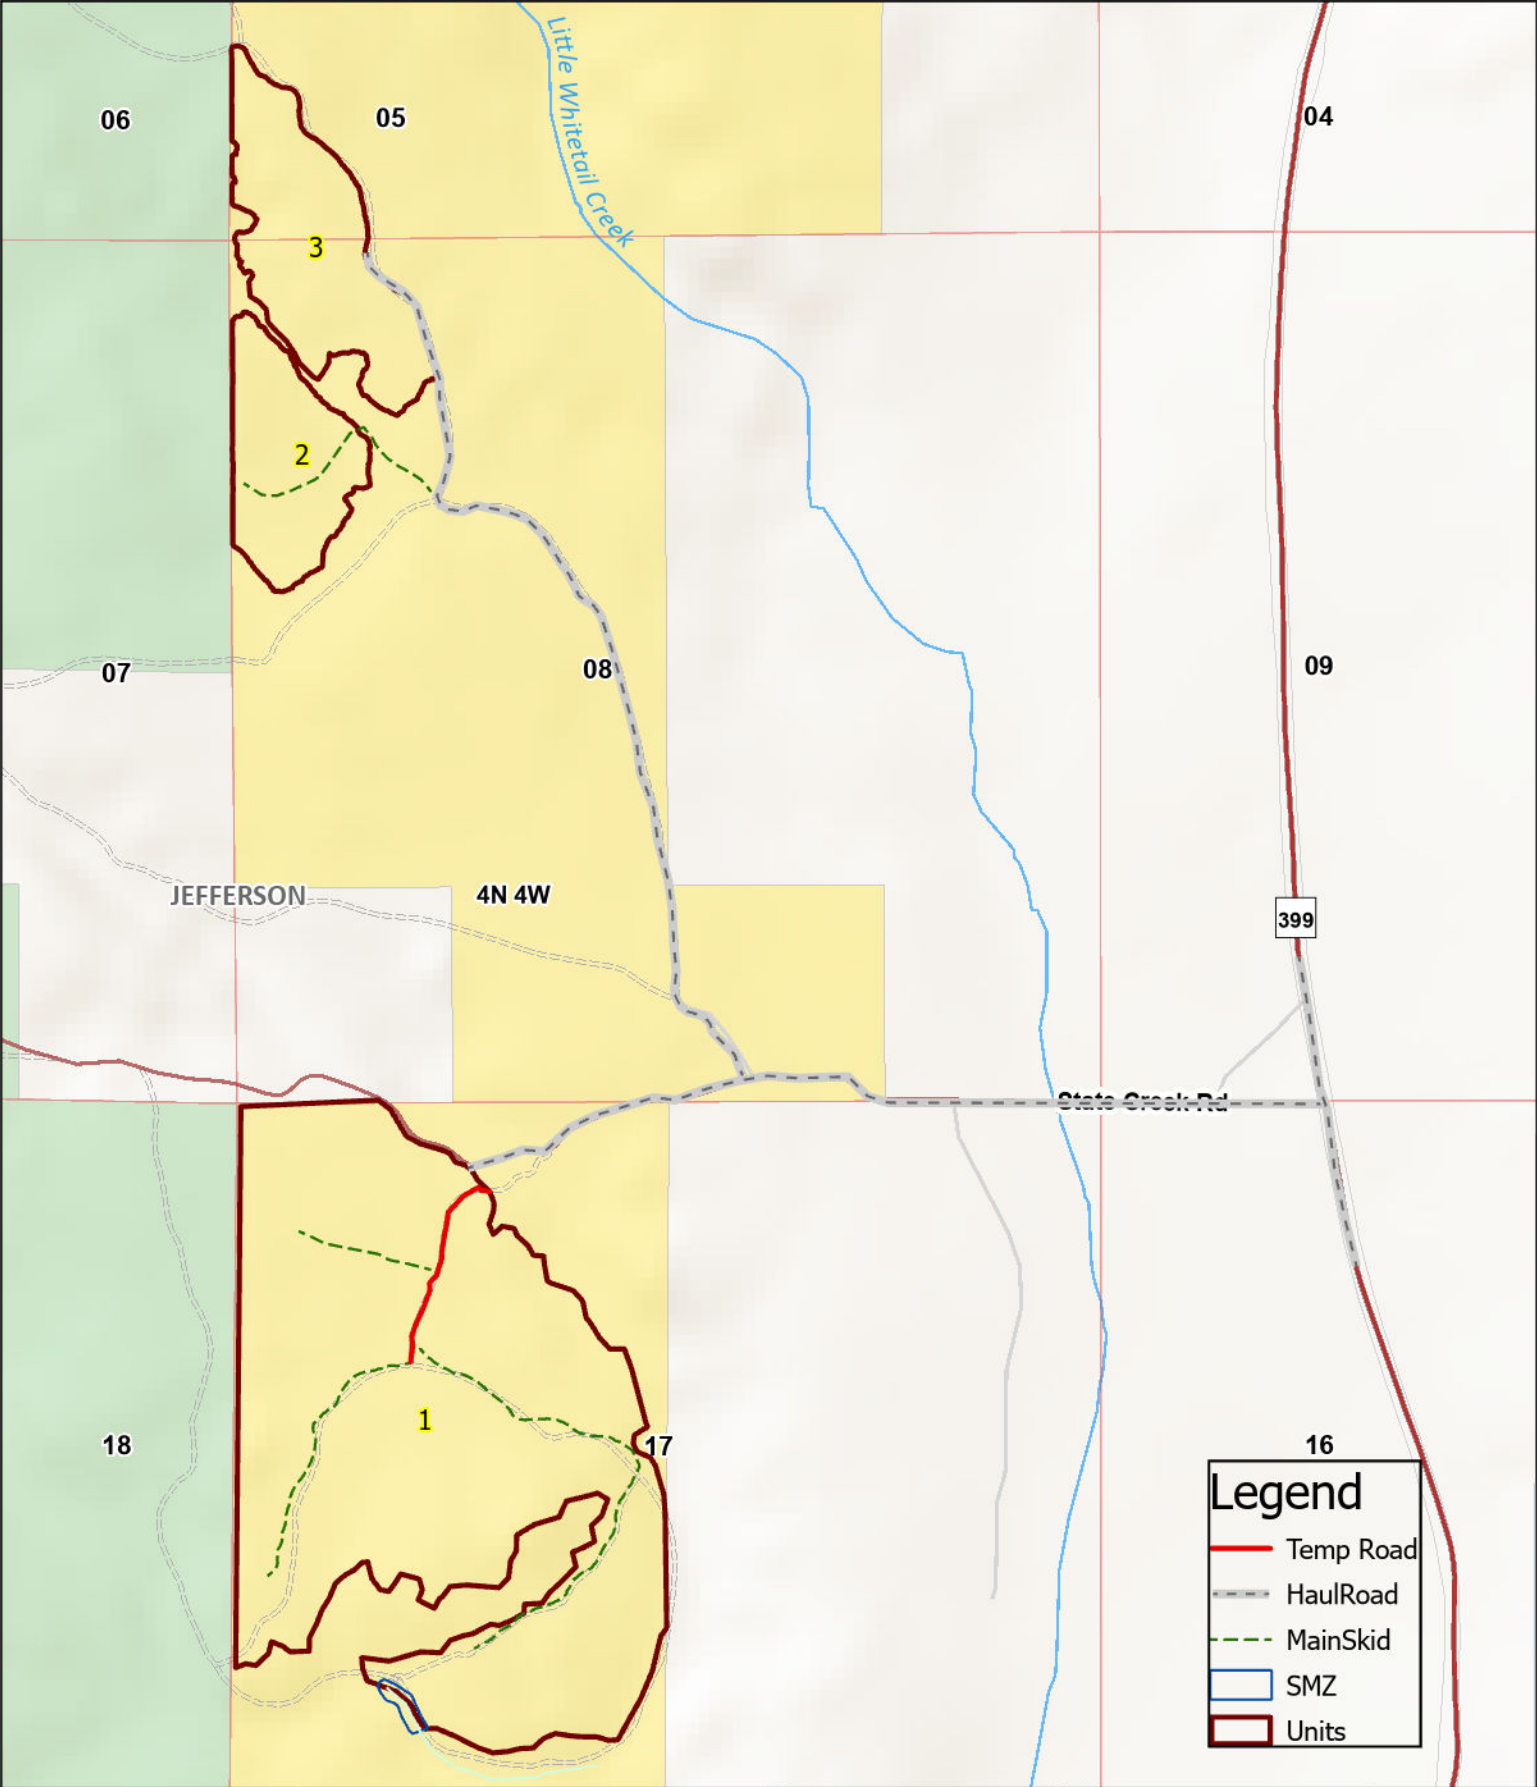 Little Whitetail Creek
06
05
04
3
2
07
08
09
JEFFERSON
4N 4W
399
State Creek Rd
1
18
17
16
Legend
Temp Road
HaulRoad
MainSkid
SMZ
Units